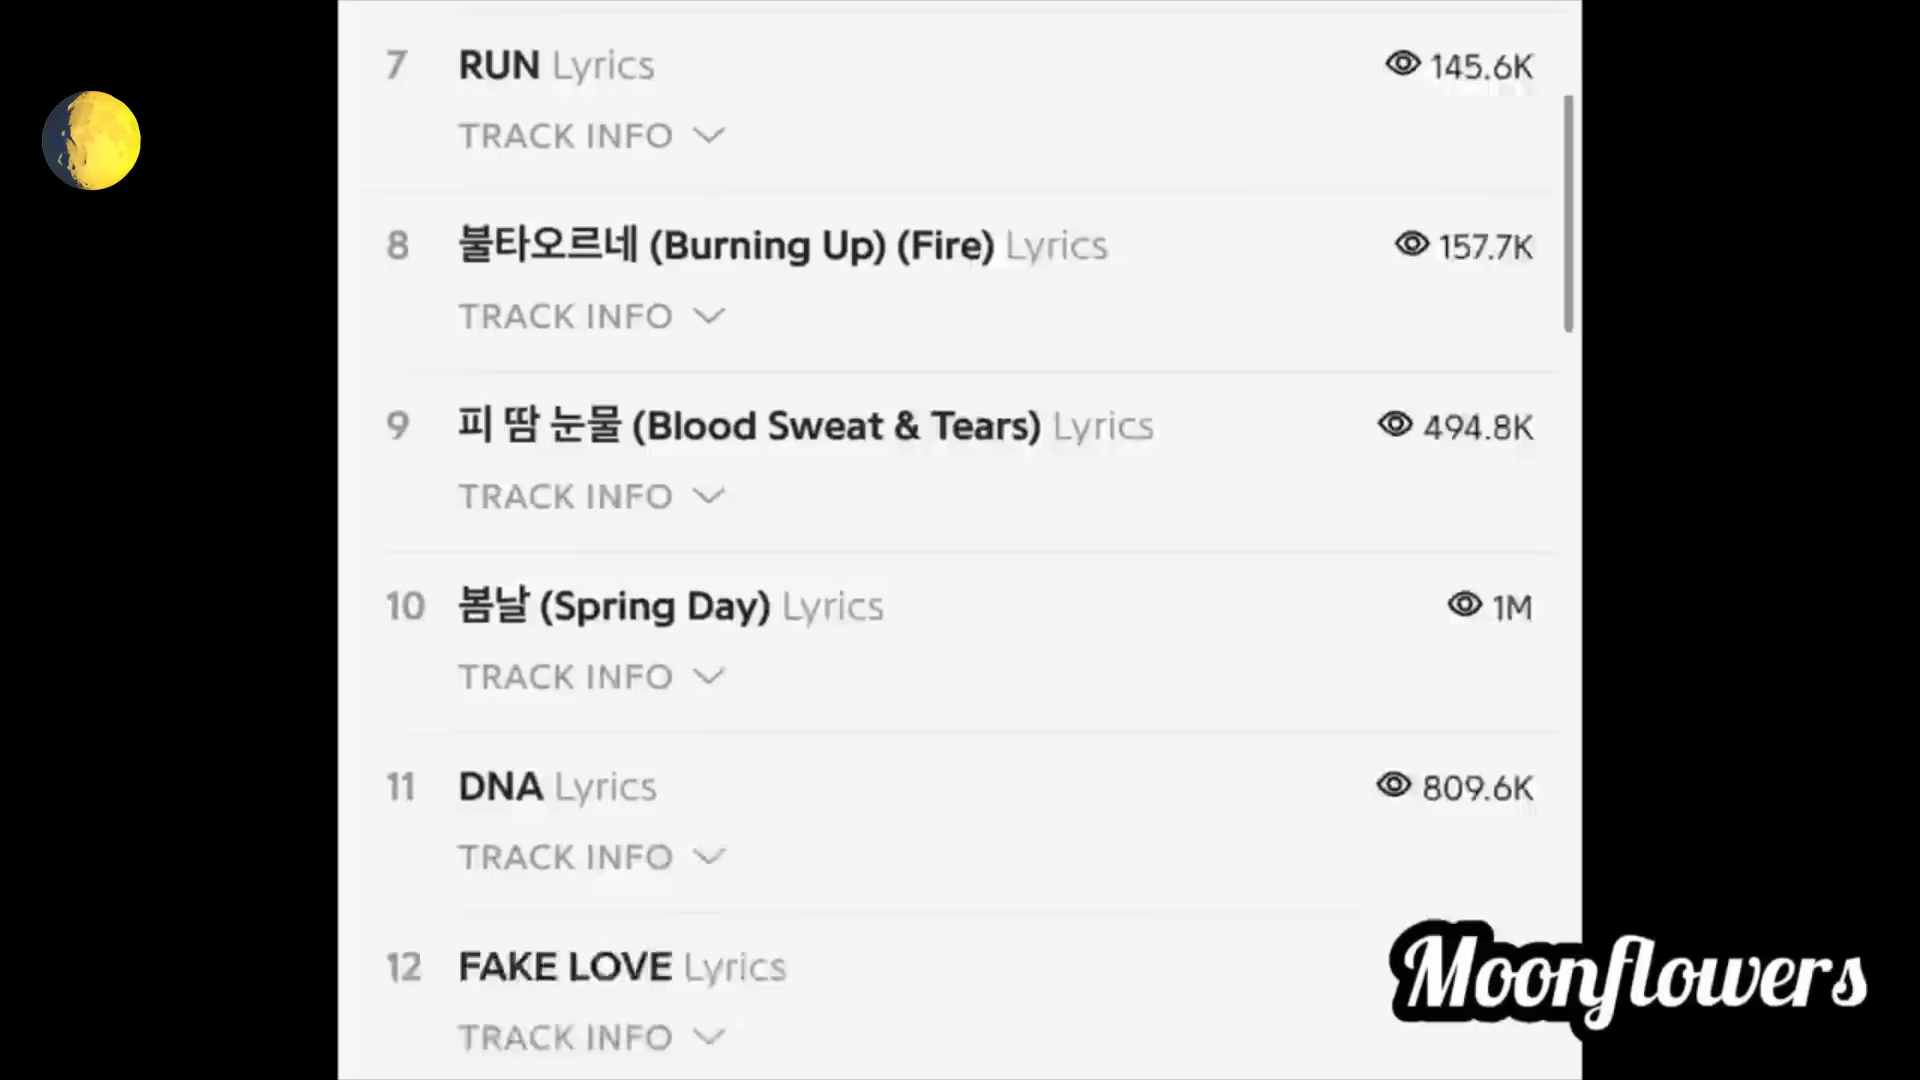 7 RUN Lyrics 145.6K
TRACK INFO
8 불타오르네 (Burning Up) (Fire) Lyrics 157.7K
TRACK INFO
9 피 땀 눈물 (Blood Sweat & Tears) Lyrics 494.8K
TRACK INFO
10 봄날 (Spring Day) Lyrics 1M
TRACK INFO
11 DNA Lyrics 809.6K
TRACK INFO
12 FAKE LOVE Lyrics
TRACK INFO
Moonflowers